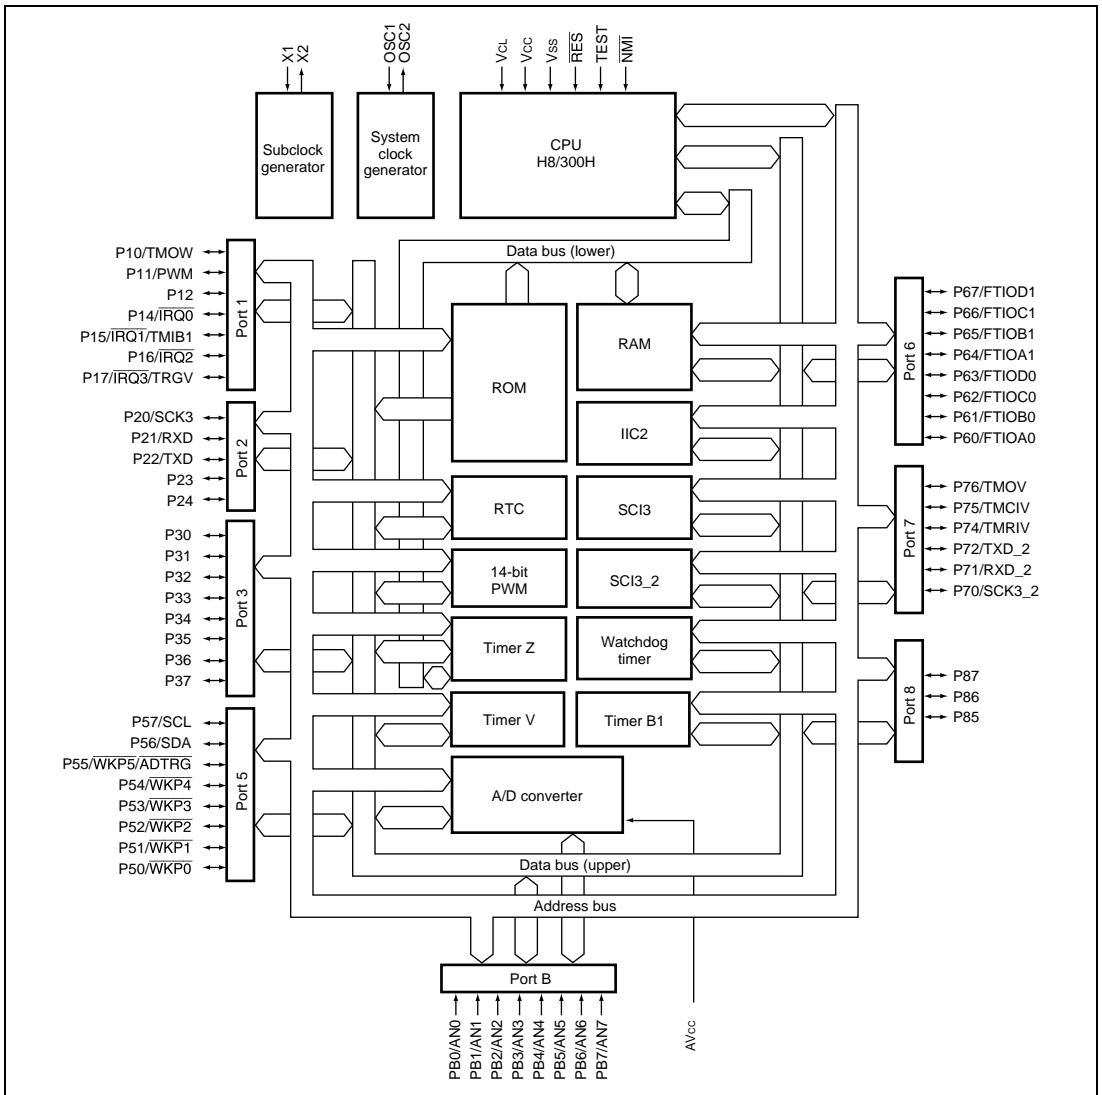 X1
X2
OSC1
OSC2
VCL
VCC
VSS
RES
TEST
NMI
Subclock
generator
System
clock
generator
CPU
H8/300H
Data bus (lower)
P10/TMOW
P11/PWM
P12
P14/IRQ0
P15/IRQ1/TMIB1
P16/IRQ2
P17/IRQ3/TRGV
Port 1
P20/SCK3
P21/RXD
P22/TXD
P23
P24
Port 2
P30
P31
P32
P33
P34
P35
P36
P37
Port 3
P57/SCL
P56/SDA
P55/WKP5/ADTRG
P54/WKP4
P53/WKP3
P52/WKP2
P51/WKP1
P50/WKP0
Port 5
ROM
RAM
IIC2
RTC
SCI3
14-bit
PWM
SCI3_2
Timer Z
Watchdog
timer
Timer V
Timer B1
A/D converter
Port 6
P67/FTIOD1
P66/FTIOC1
P65/FTIOB1
P64/FTIOA1
P63/FTIOD0
P62/FTIOC0
P61/FTIOB0
P60/FTIOA0
Port 7
P76/TMOV
P75/TMCIV
P74/TMRIV
P72/TXD_2
P71/RXD_2
P70/SCK3_2
Port 8
P87
P86
P85
Data bus (upper)
Address bus
Port B
PB0/AN0
PB1/AN1
PB2/AN2
PB3/AN3
PB4/AN4
PB5/AN5
PB6/AN6
PB7/AN7
AVCC